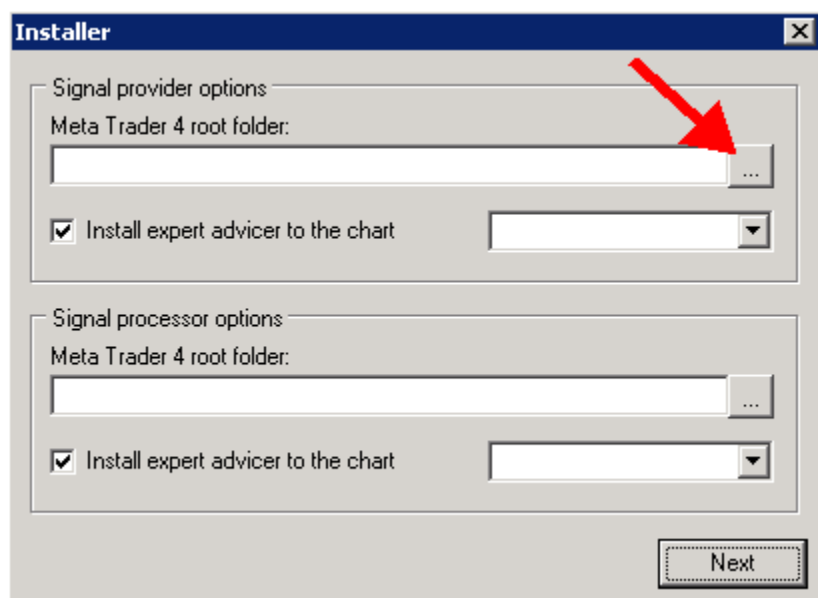 Installer
Signal provider options
Meta Trader 4 root folder:
...
Install expert advicer to the chart
Signal processor options
Meta Trader 4 root folder:
...
Install expert advicer to the chart
Next